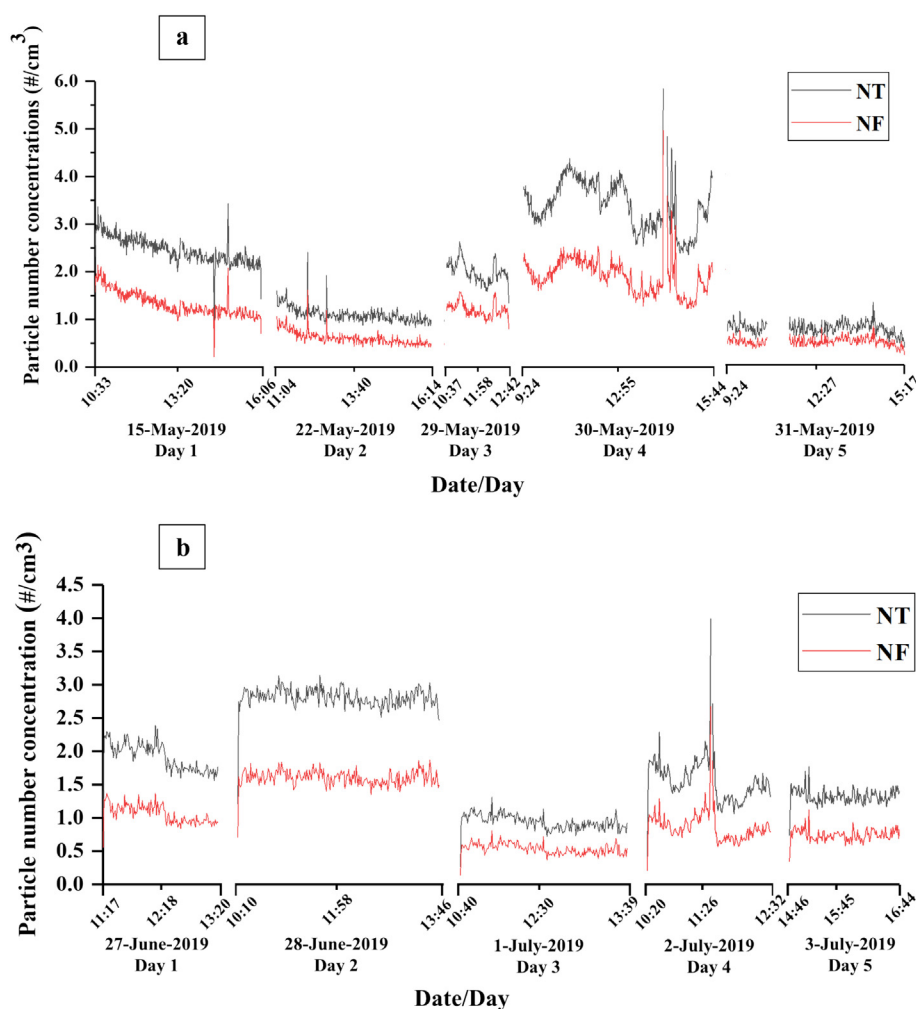 a
Particle number concentrations (#/cm³)
6.0
5.0
4.0
3.0
2.0
1.0
0.0
NT
NF
10:33
13:20
16:06
11:04
13:40
16:14
10:37
11:58
12:42
9:24
12:55
15:44
9:24
12:27
15:17
15-May-2019
Day 1
22-May-2019
Day 2
29-May-2019
Day 3
30-May-2019
Day 4
31-May-2019
Day 5
Date/Day
b
Particle number concentration (#/cm3)
4.5
4.0
3.5
3.0
2.5
2.0
1.5
1.0
0.5
0.0
NT
NF
11:17
12:18
13:20
10:10
11:58
13:46
10:40
12:30
13:39
10:20
11:26
12:32
14:46
15:45
16:44
27-June-2019
Day 1
28-June-2019
Day 2
1-July-2019
Day 3
2-July-2019
Day 4
3-July-2019
Day 5
Date/Day